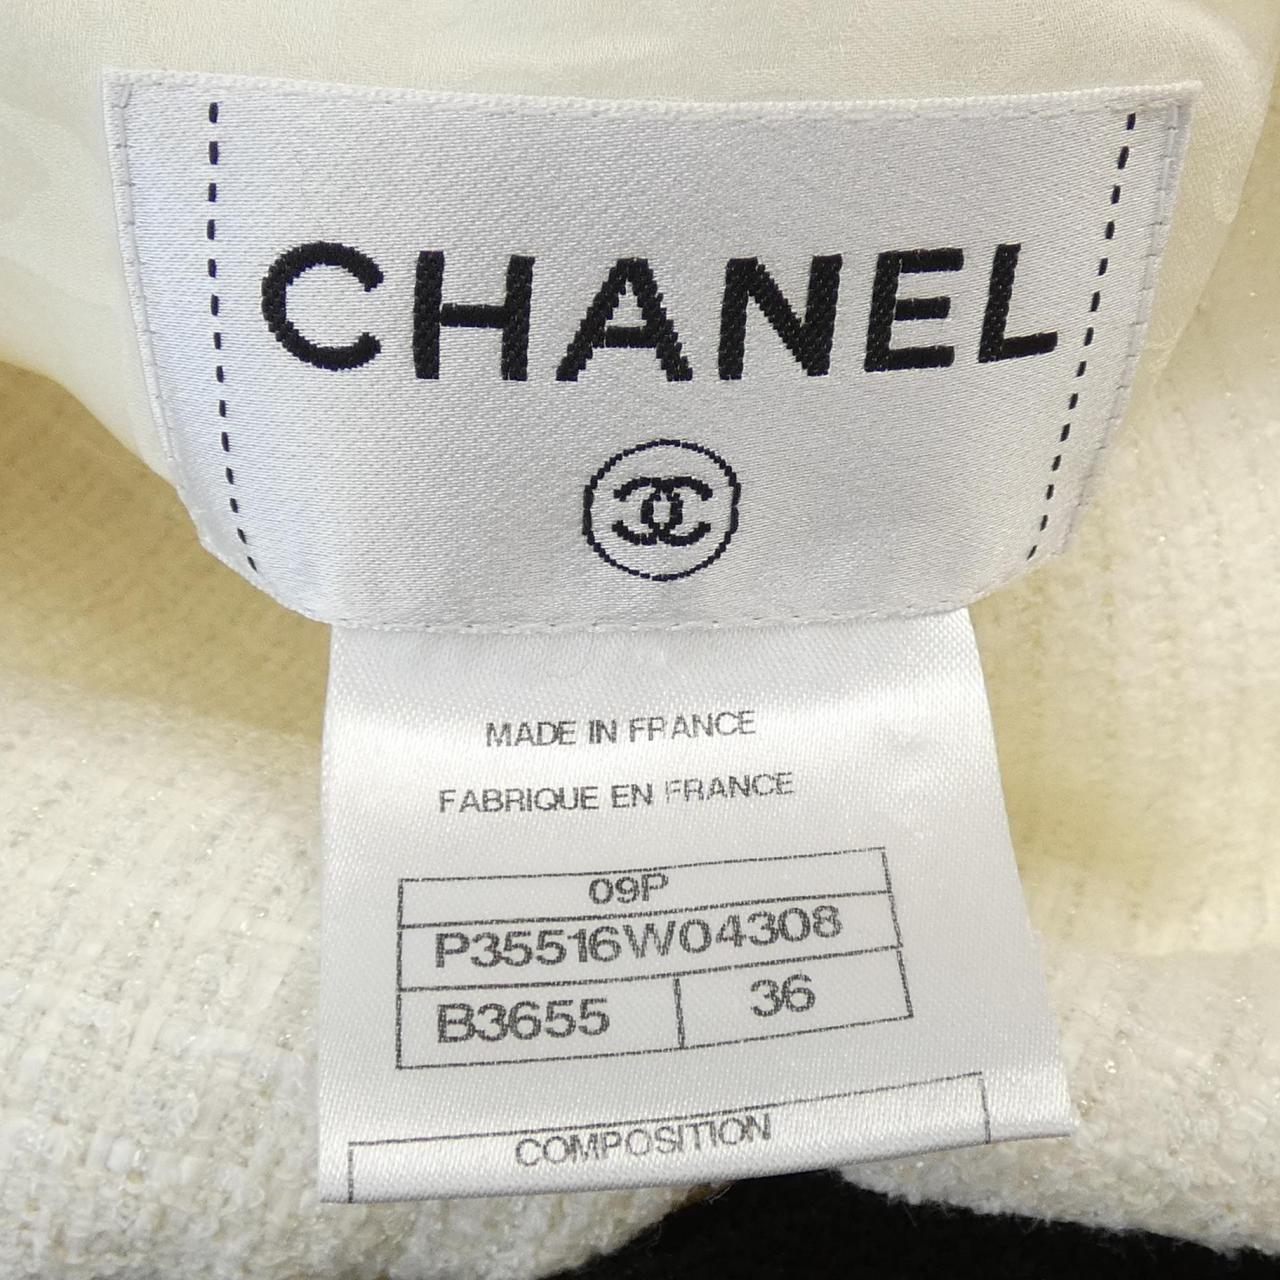 CHANEL
MADE IN FRANCE
FABRIQUE EN FRANCE
09P
P35516W04308
B3655 36
COMPOSITION